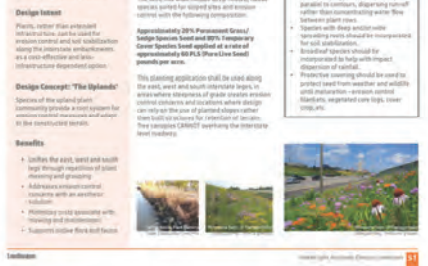 Design Intent
Plants, rather than extended
infrastructure, can be used for
erosion control and soil stabilization
along the interstate embankments
as a cost-effective and less-
infrastructure dependent option.
Design Concept: 'The Uplands'
Species of the upland plant
community provide a root system for
erosion control measures and
in the constructed terrain.
Benefits
• Unifies the east, west and south
legs through repetition of plant
massing and grouping
• Addresses erosion control
concerns with an aesthetic
solution
• Minimizes costs associated with
mowing and maintenance
• Supports native flora and fauna
species suited for sloped sites and
with the following composition:
Approximately 20% Permanent Grass/
Sedge Species Seed and 80% Temporary
Cover Species Seed applied at a rate of
approximately 60 PLS (Pure Live Seed)
pounds per acre.
This planting application shall be used along
the east, west and south interstate legs, in
areas where steepness of grade creates erosion
control concerns and locations where design
can rely on the use of planted slopes rather
than built structures for retention of terrain.
Tree canopies CANNOT overhang the interstate
level roadway.
parallel to contours, dispersing run-off
rather than concentrating water flow
between plant rows.
• Species with deep and/or wide
spreading roots should be incorporated
for soil stabilization.
• Broadleaf species should be
incorporated to help with impact
dispersion of rainfall.
• Protective covering should be used to
protect seed from weather and wildlife
until maturation - erosion control
blankets, vegetated core logs, cover
crop, etc.
Landscape
51